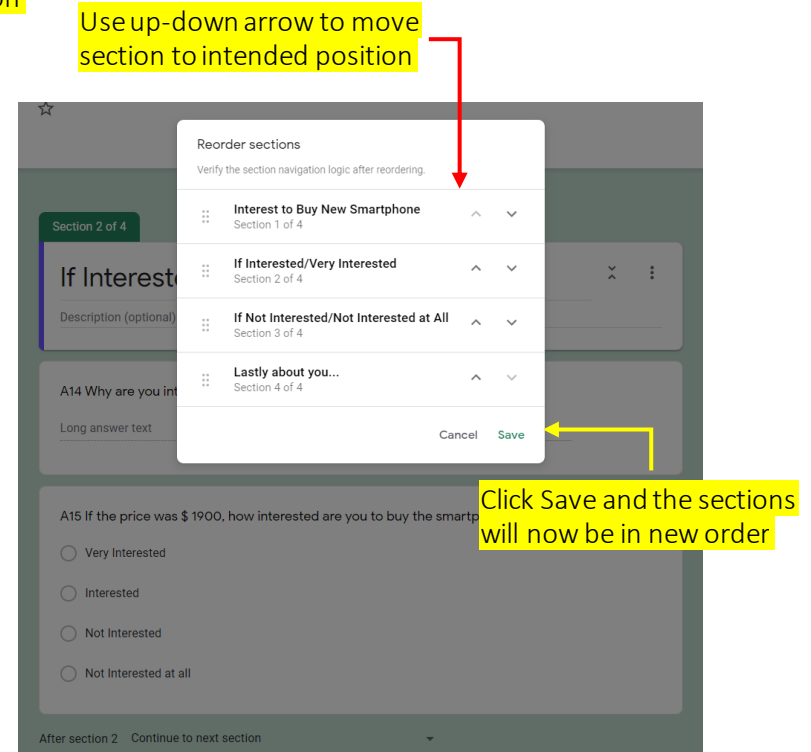 on
Use up-down arrow to move
section to intended position
Reorder sections
Verify the section navigation logic after reordering.
Interest to Buy New Smartphone
Section 1 of 4
If Interested/Very Interested
Section 2 of 4
If Not Interested/Not Interested at All
Section 3 of 4
Lastly about you...
Section 4 of 4
Cancel Save
Section 2 of 4
If Intereste
Description (optional)
A14 Why are you int
Long answer text
Click Save and the sections
will now be in new order
A15 If the price was $ 1900, how interested are you to buy the smartp
Very Interested
Interested
Not Interested
Not Interested at all
After section 2 Continue to next section